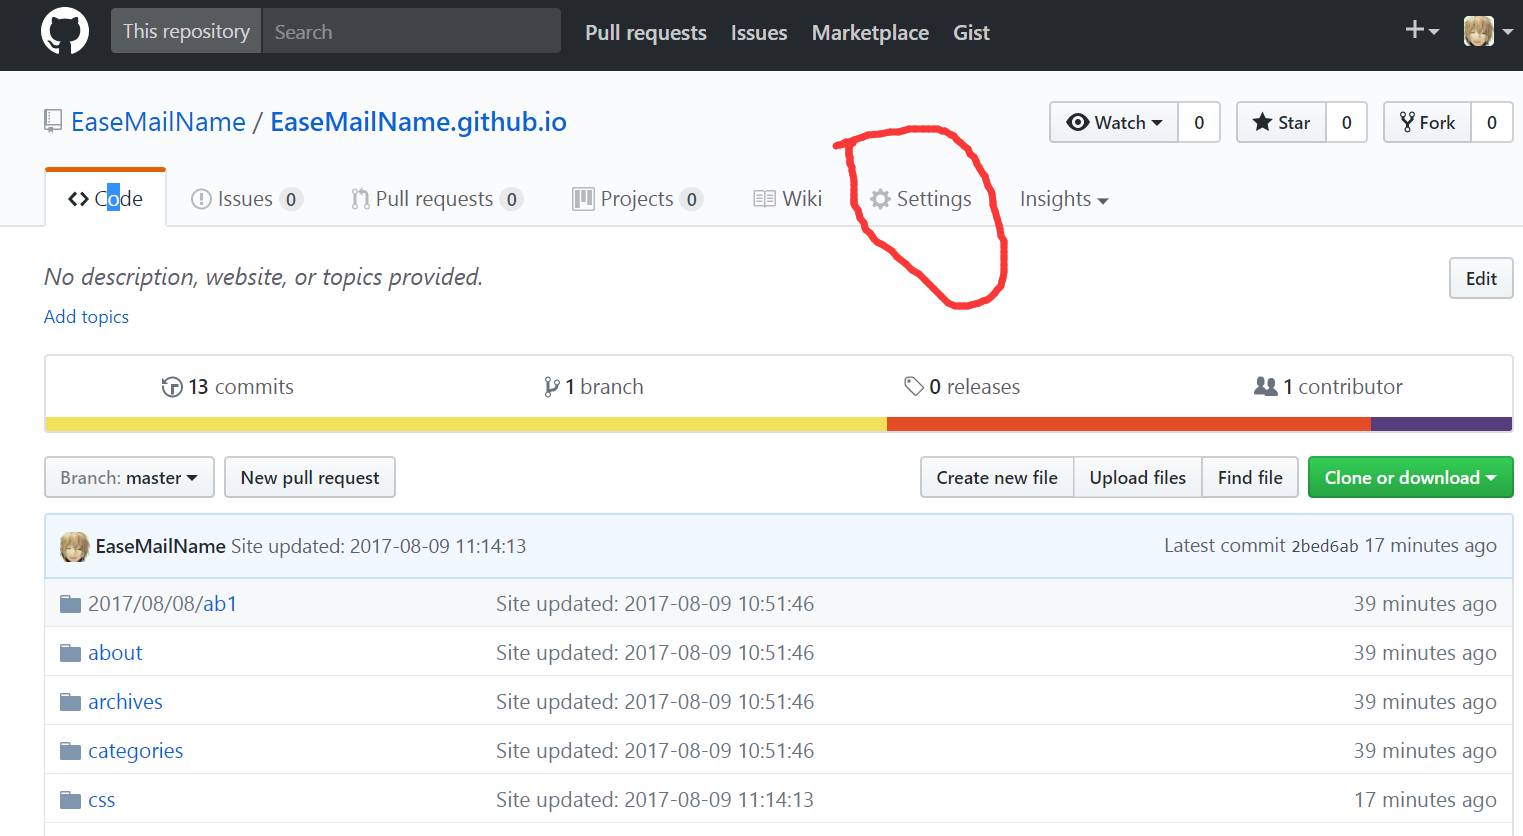 This repository Search Pull requests Issues Marketplace Gist
EaseMailName / EaseMailName.github.io Watch 0 Star 0 Fork 0
Code Issues 0 Pull requests 0 Projects 0 Wiki Settings Insights
No description, website, or topics provided. Edit
Add topics
13 commits 1 branch 0 releases 1 contributor
Branch: master New pull request Create new file Upload files Find file Clone or download
EaseMailName Site updated: 2017-08-09 11:14:13 Latest commit 2bed6ab 17 minutes ago
2017/08/08/ab1 Site updated: 2017-08-09 10:51:46 39 minutes ago
about Site updated: 2017-08-09 10:51:46 39 minutes ago
archives Site updated: 2017-08-09 10:51:46 39 minutes ago
categories Site updated: 2017-08-09 10:51:46 39 minutes ago
css Site updated: 2017-08-09 11:14:13 17 minutes ago